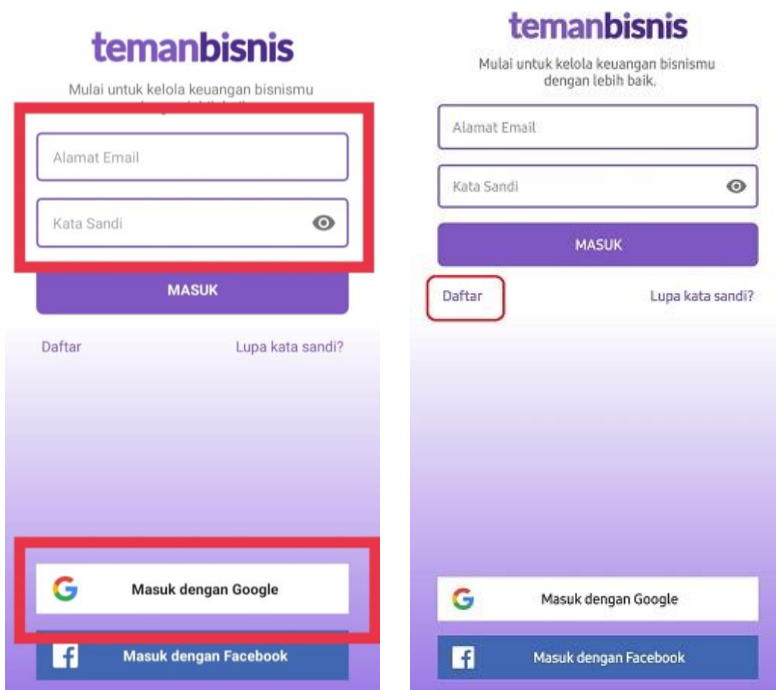 temanbisnis
Mulai untuk kelola keuangan bisnismu
Alamat Email
Kata Sandi
MASUK
Daftar
Lupa kata sandi?
Masuk dengan Google
Masuk dengan Facebook
temanbisnis
Mulai untuk kelola keuangan bisnismu
dengan lebih baik.
Alamat Email
Kata Sandi
MASUK
Daftar
Lupa kata sandi?
Masuk dengan Google
Masuk dengan Facebook